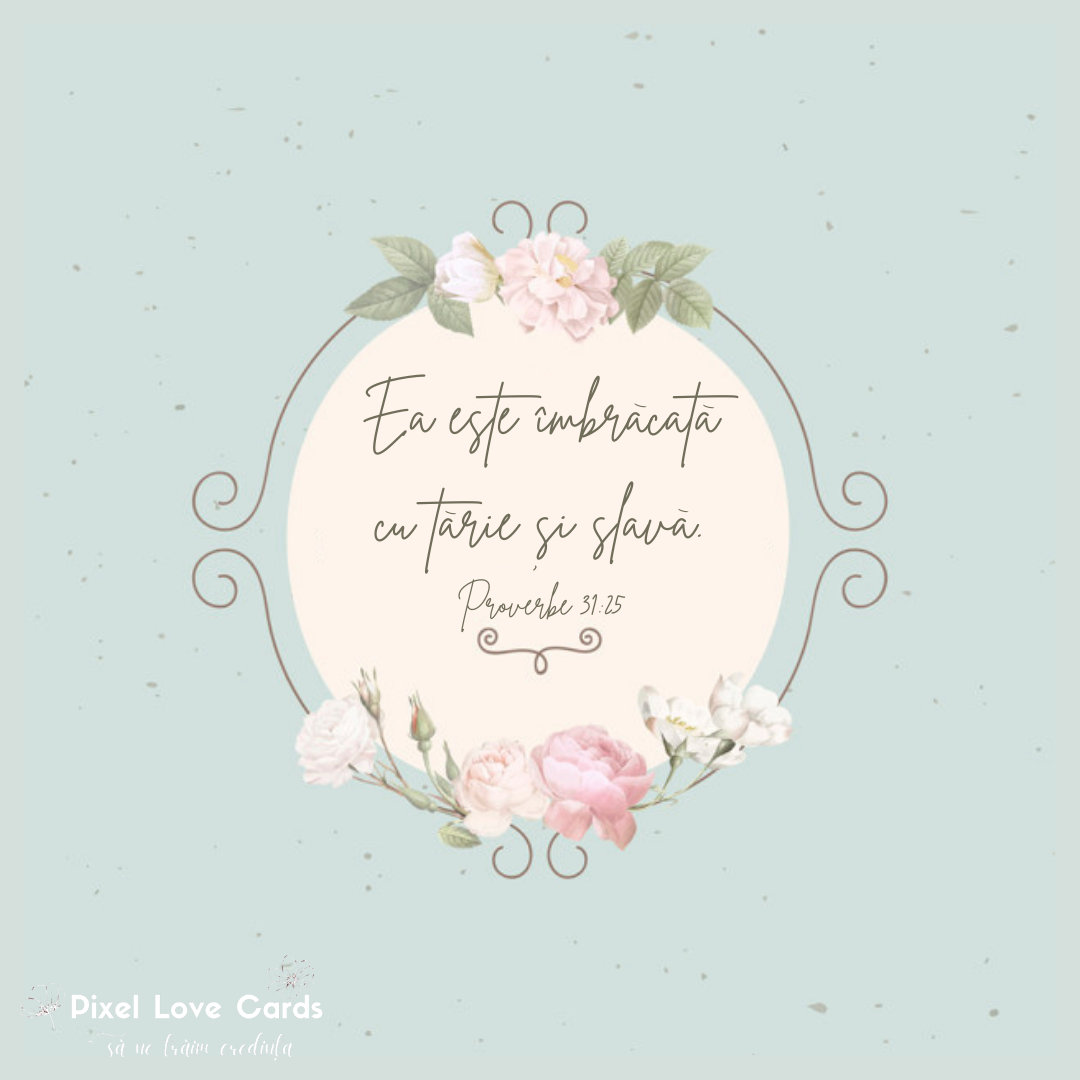 Ea este îmbrăcată
cu tărie și slavă.
Proverbe 31:25
Pixel Love Cards
să ne trăim credința